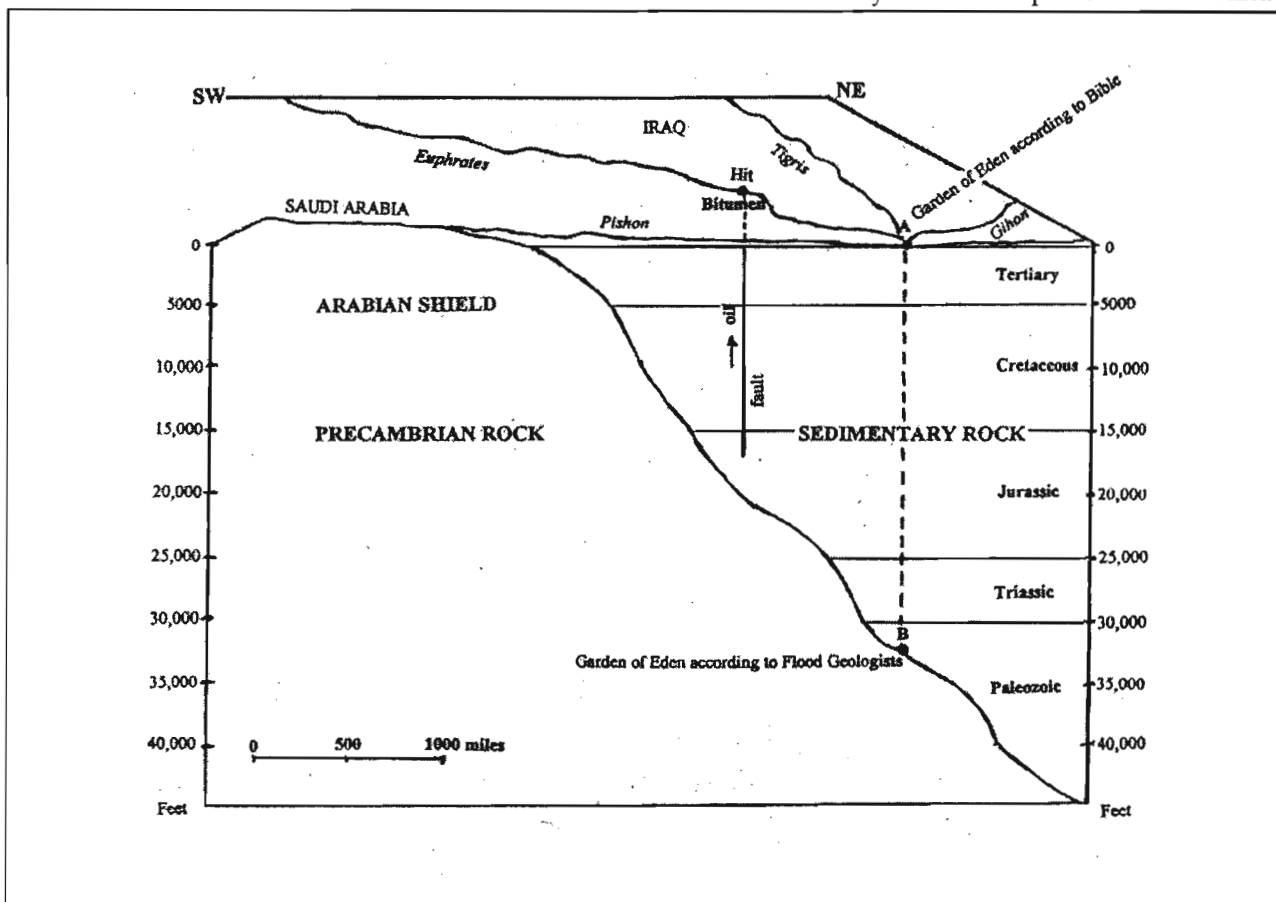 SW
NE
Garden of Eden according to Bible
IRAQ
Euphrates
Tigris
Hit
Bitumen
SAUDI ARABIA
Pishon
A
Gihon
0
0
Tertiary
5000
5000
ARABIAN SHIELD
oil
10,000
Cretaceous
10,000
fault
15,000
PRECAMBRIAN ROCK
SEDIMENTARY ROCK
15,000
20,000
Jurassic
20,000
25,000
25,000
Triassic
30,000
30,000
B
Garden of Eden according to Flood Geologists
35,000
Paleozoic
35,000
0 500 1000 miles
40,000
40,000
Feet
Feet